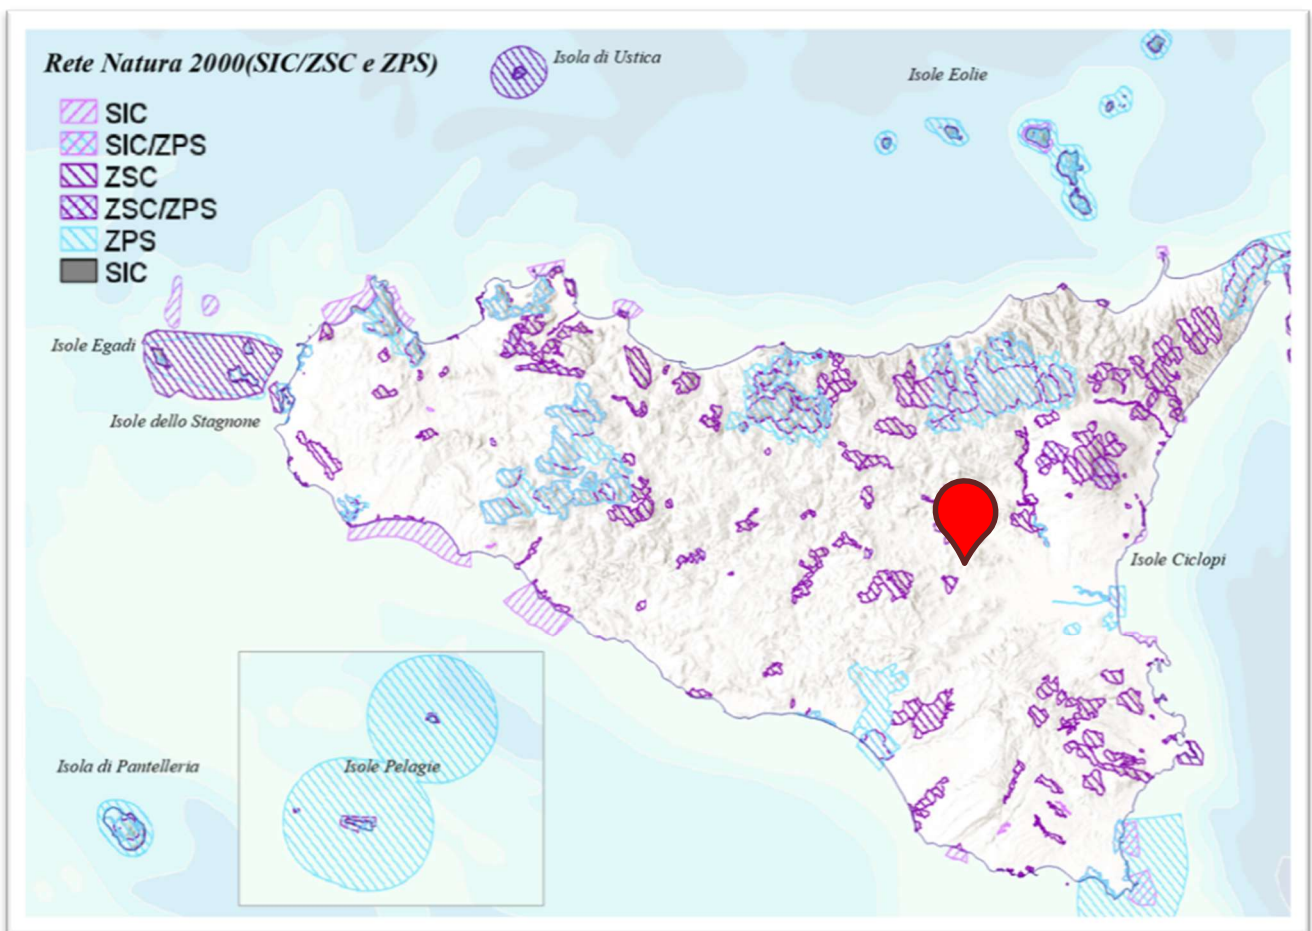 Rete Natura 2000(SIC/ZSC e ZPS)
SIC
SIC/ZPS
ZSC
ZSC/ZPS
ZPS
SIC
Isola di Ustica
Isole Eolie
Isole Egadi
Isole dello Stagnone
Isole Ciclopi
Isola di Pantelleria
Isole Pelagie